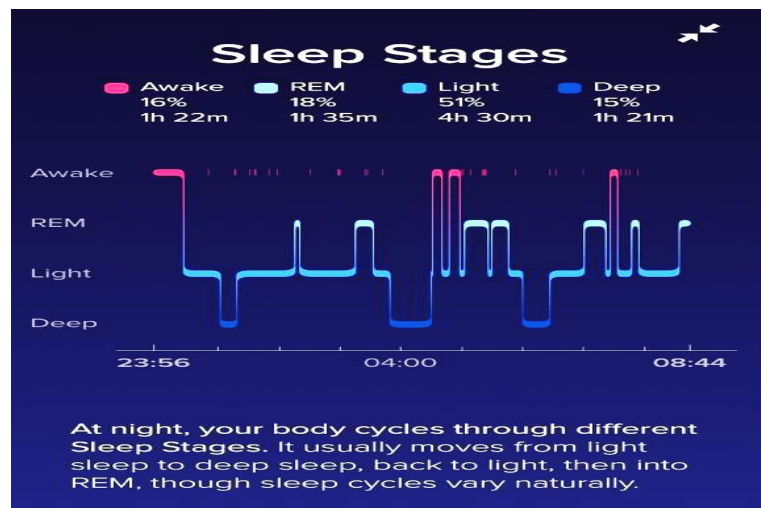 Sleep Stages
Awake REM Light Deep
16% 18% 51% 15%
1h 22m 1h 35m 4h 30m 1h 21m
Awake
REM
Light
Deep
23:56 04:00 08:44
At night, your body cycles through different
Sleep Stages. It usually moves from light
sleep to deep sleep, back to light, then into
REM, though sleep cycles vary naturally.